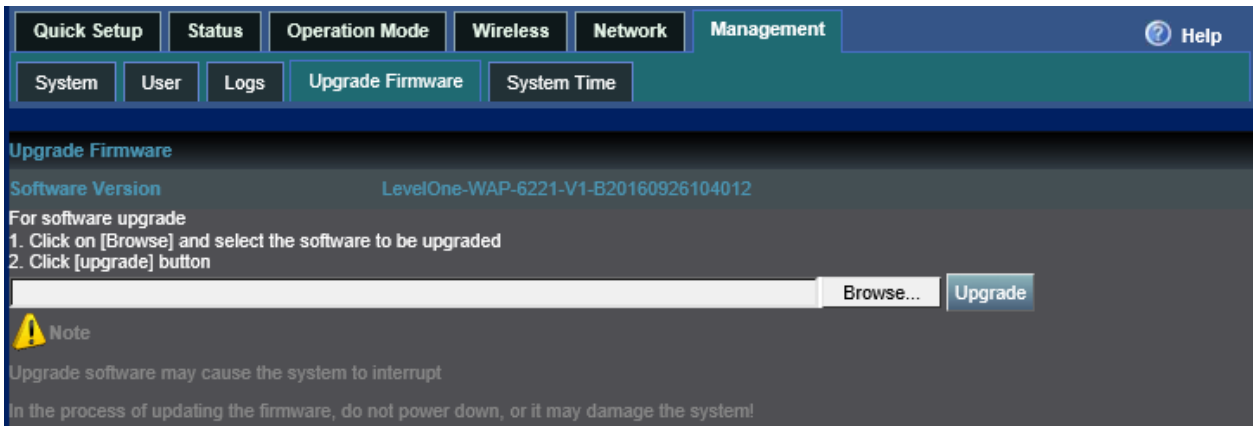 Quick Setup Status Operation Mode Wireless Network Management Help
System User Logs Upgrade Firmware System Time
Upgrade Firmware
Software Version LevelOne-WAP-6221-V1-B20160926104012
For software upgrade
1. Click on [Browse] and select the software to be upgraded
2. Click [upgrade] button
Browse... Upgrade
Note
Upgrade software may cause the system to interrupt
In the process of updating the firmware, do not power down, or it may damage the system!